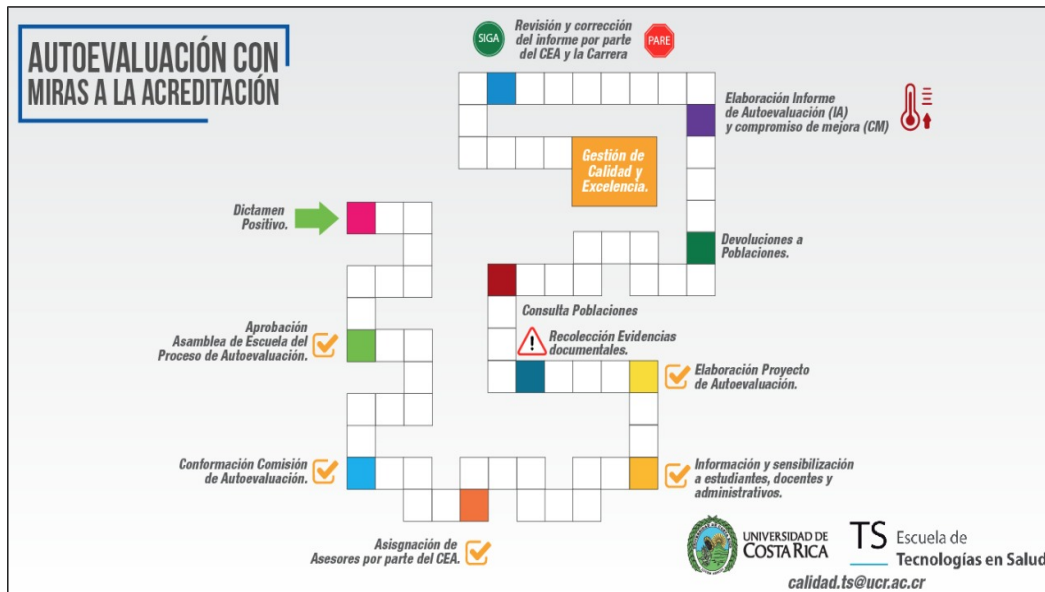 AUTOEVALUACIÓN CON
MIRAS A LA ACREDITACIÓN
SIGA
Revisión y corrección
del informe por parte
del CEA y la Carrera
PARE
Elaboración Informe
de Autoevaluación (IA)
y compromiso de mejora (CM)
Gestión de
Calidad y
Excelencia.
Dictamen
Positivo.
Devoluciones a
Poblaciones.
Consulta Poblaciones
Recolección Evidencias
documentales.
Aprobación
Asamblea de Escuela del
Proceso de Autoevaluación.
Elaboración Proyecto
de Autoevaluación.
Conformación Comisión
de Autoevaluación.
Información y sensibilización
a estudiantes, docentes y
administrativos.
Asisgnación de
Asesores por parte del CEA.
UNIVERSIDAD DE
COSTA RICA
TS
Escuela de
Tecnologías en Salud
calidad.ts@ucr.ac.cr